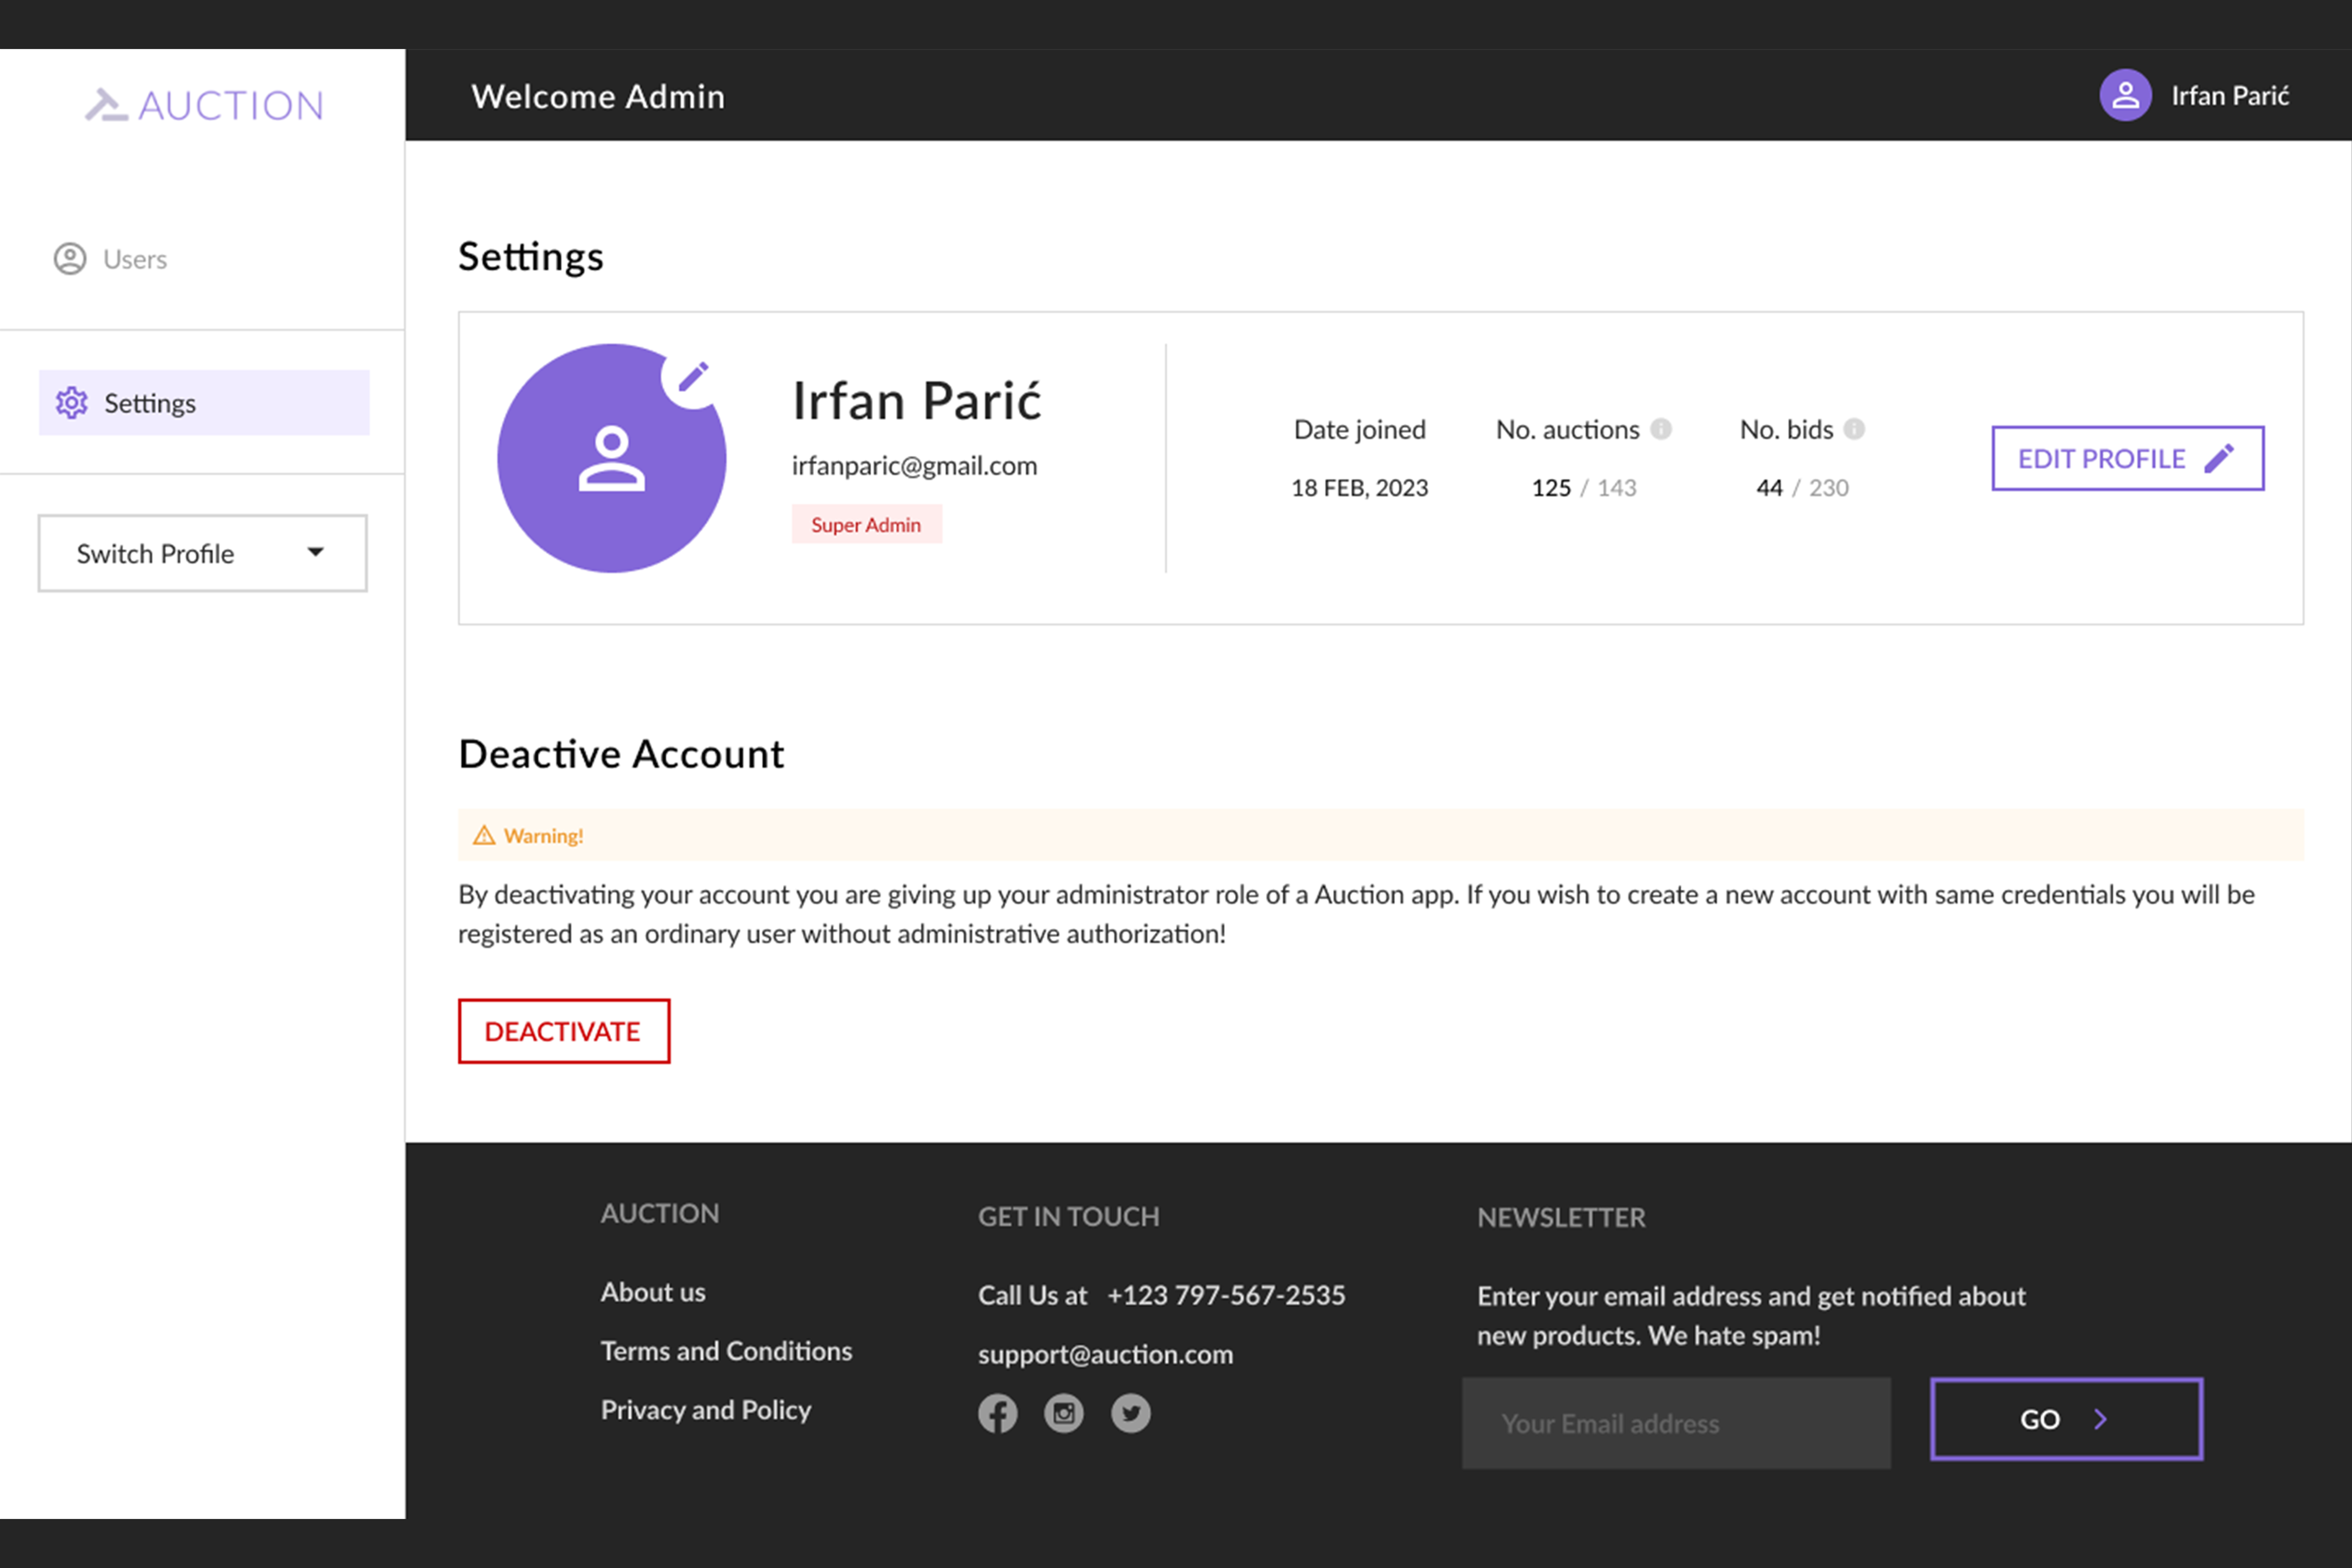 AUCTION
Welcome Admin
Irfan Parić
Users
Settings
Switch Profile
Settings
Irfan Parić
irfanparic@gmail.com
Super Admin
Date joined
18 FEB, 2023
No. auctions
125 / 143
No. bids
44 / 230
EDIT PROFILE
Deactive Account
Warning!
By deactivating your account you are giving up your administrator role of a Auction app. If you wish to create a new account with same credentials you will be
registered as an ordinary user without administrative authorization!
DEACTIVATE
AUCTION
About us
Terms and Conditions
Privacy and Policy
GET IN TOUCH
Call Us at +123 797-567-2535
support@auction.com
NEWSLETTER
Enter your email address and get notified about
new products. We hate spam!
Your Email address
GO